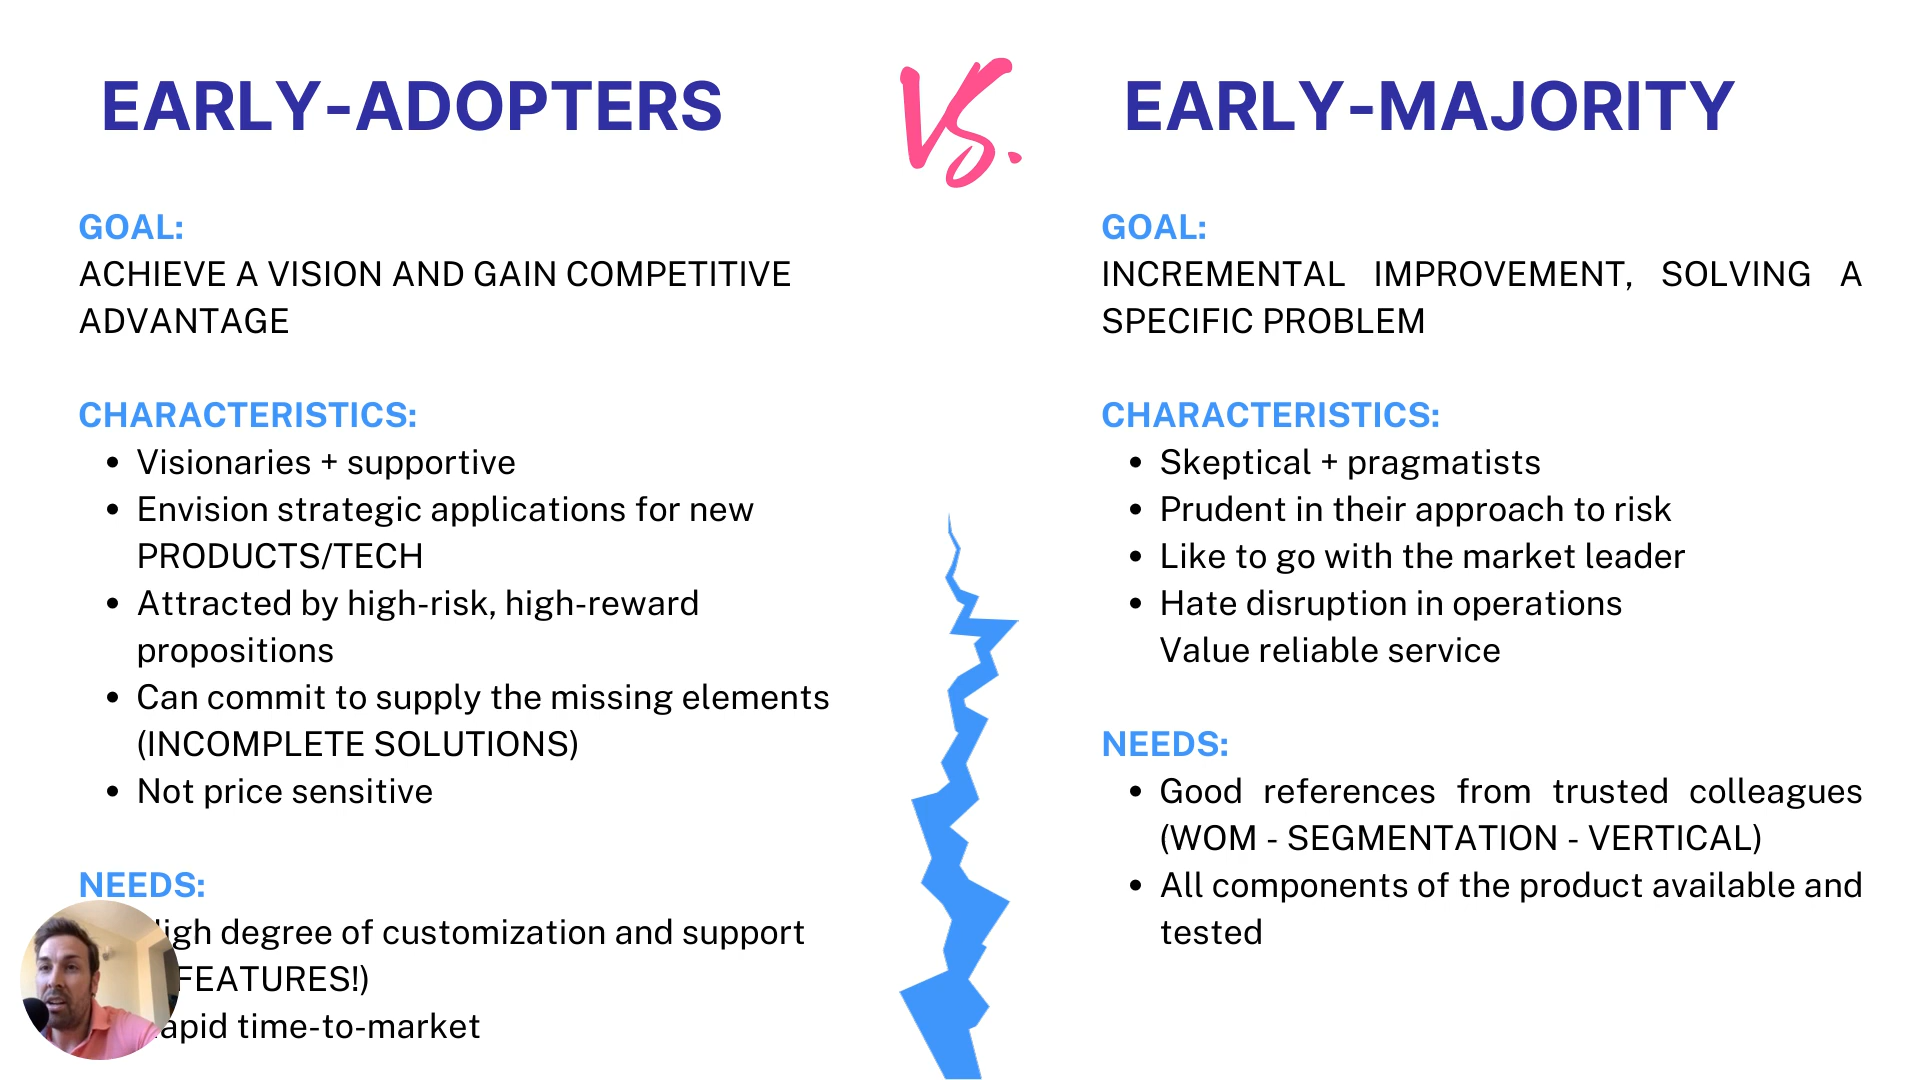 EARLY-ADOPTERS
VS.
EARLY-MAJORITY
GOAL:
ACHIEVE A VISION AND GAIN COMPETITIVE
ADVANTAGE
CHARACTERISTICS:
• Visionaries + supportive
• Envision strategic applications for new
PRODUCTS/TECH
• Attracted by high-risk, high-reward
propositions
• Can commit to supply the missing elements
(INCOMPLETE SOLUTIONS)
• Not price sensitive
NEEDS:
High degree of customization and support
FEATURES!)
apid time-to-market
GOAL:
INCREMENTAL IMPROVEMENT, SOLVING A
SPECIFIC PROBLEM
CHARACTERISTICS:
• Skeptical + pragmatists
• Prudent in their approach to risk
• Like to go with the market leader
• Hate disruption in operations
Value reliable service
NEEDS:
• Good references from trusted colleagues
(WOM - SEGMENTATION - VERTICAL)
• All components of the product available and
tested